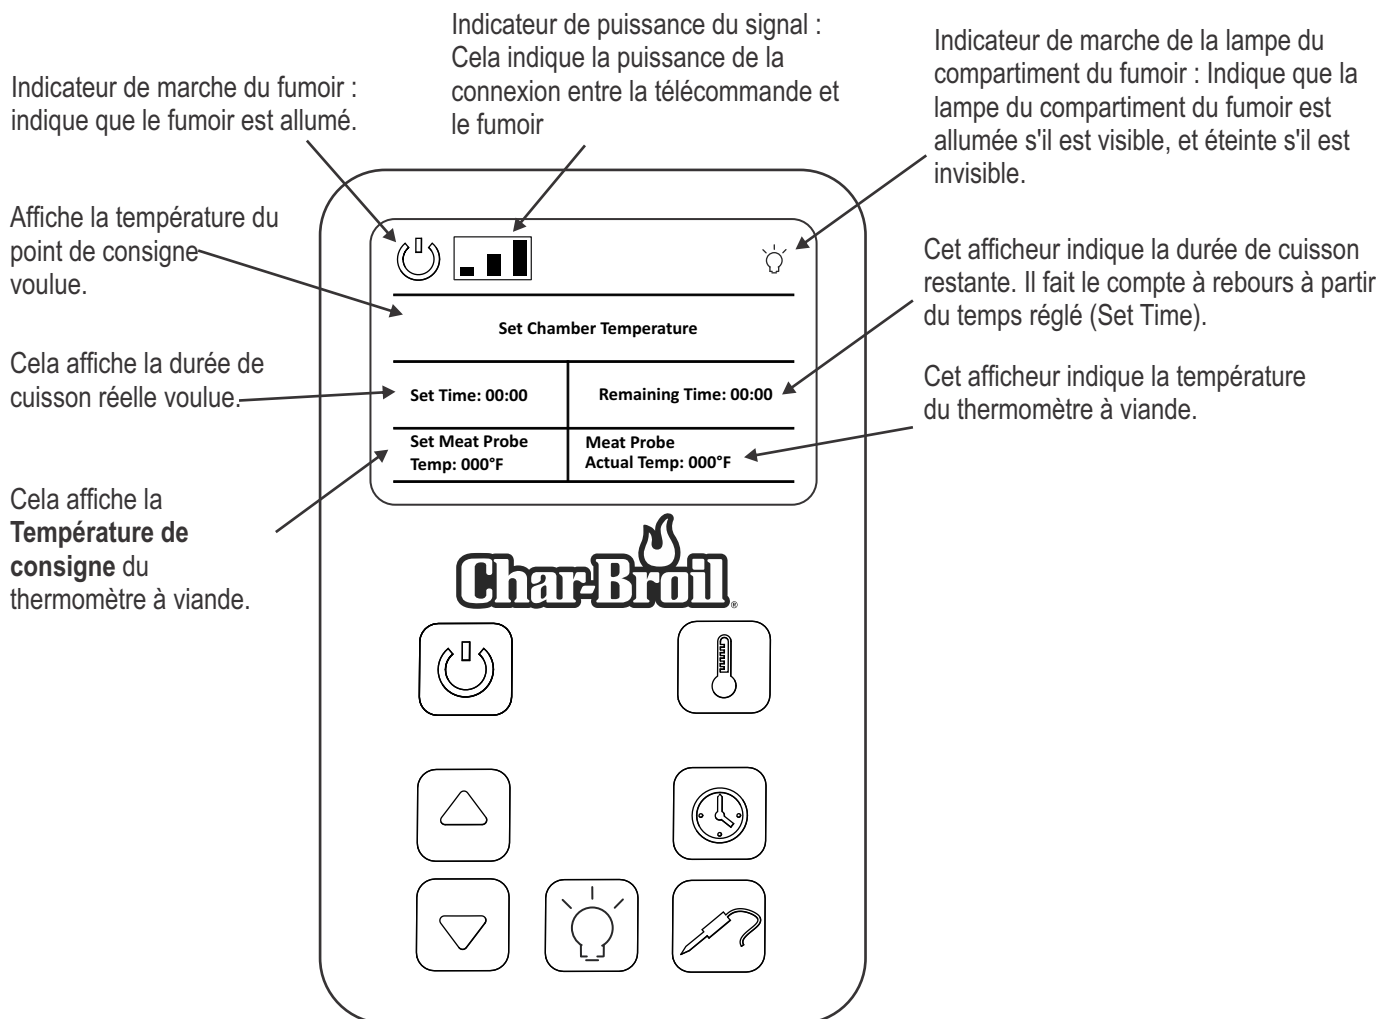 Indicateur de puissance du signal :
Cela indique la puissance de la
connexion entre la télécommande et
le fumoir
Indicateur de marche de la lampe du
compartiment du fumoir : Indique que la
lampe du compartiment du fumoir est
allumée s'il est visible, et éteinte s'il est
invisible.
Indicateur de marche du fumoir :
indique que le fumoir est allumé.
Affiche la température du
point de consigne
voulue.
Cet afficheur indique la durée de cuisson
restante. Il fait le compte à rebours à partir
du temps réglé (Set Time).
Set Chamber Temperature
Cela affiche la durée de
cuisson réelle voulue.
Set Time: 00:00
Remaining Time: 00:00
Cet afficheur indique la température
du thermomètre à viande.
Set Meat Probe
Temp: 000°F
Meat Probe
Actual Temp: 000°F
Cela affiche la
Température de
consigne du
thermomètre à viande.
Char-Broil®